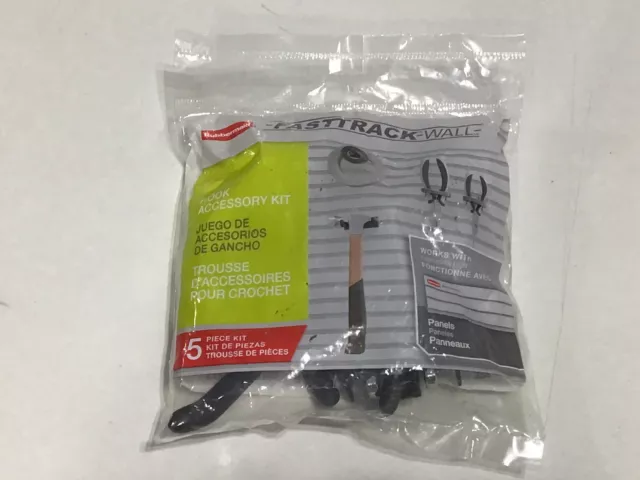 Rubbermaid
FASTTRACK-WALL
HOOK
ACCESSORY KIT
JUEGO DE
ACCESORIOS
DE GANCHO
TROUSSE
D'ACCESSOIRES
POUR CROCHET
5
PIECE KIT
KIT DE PIEZAS
TROUSSE DE PIÈCES
WORKS WITH
FONCTIONNE AVEC
Panels
Paneles
Panneaux